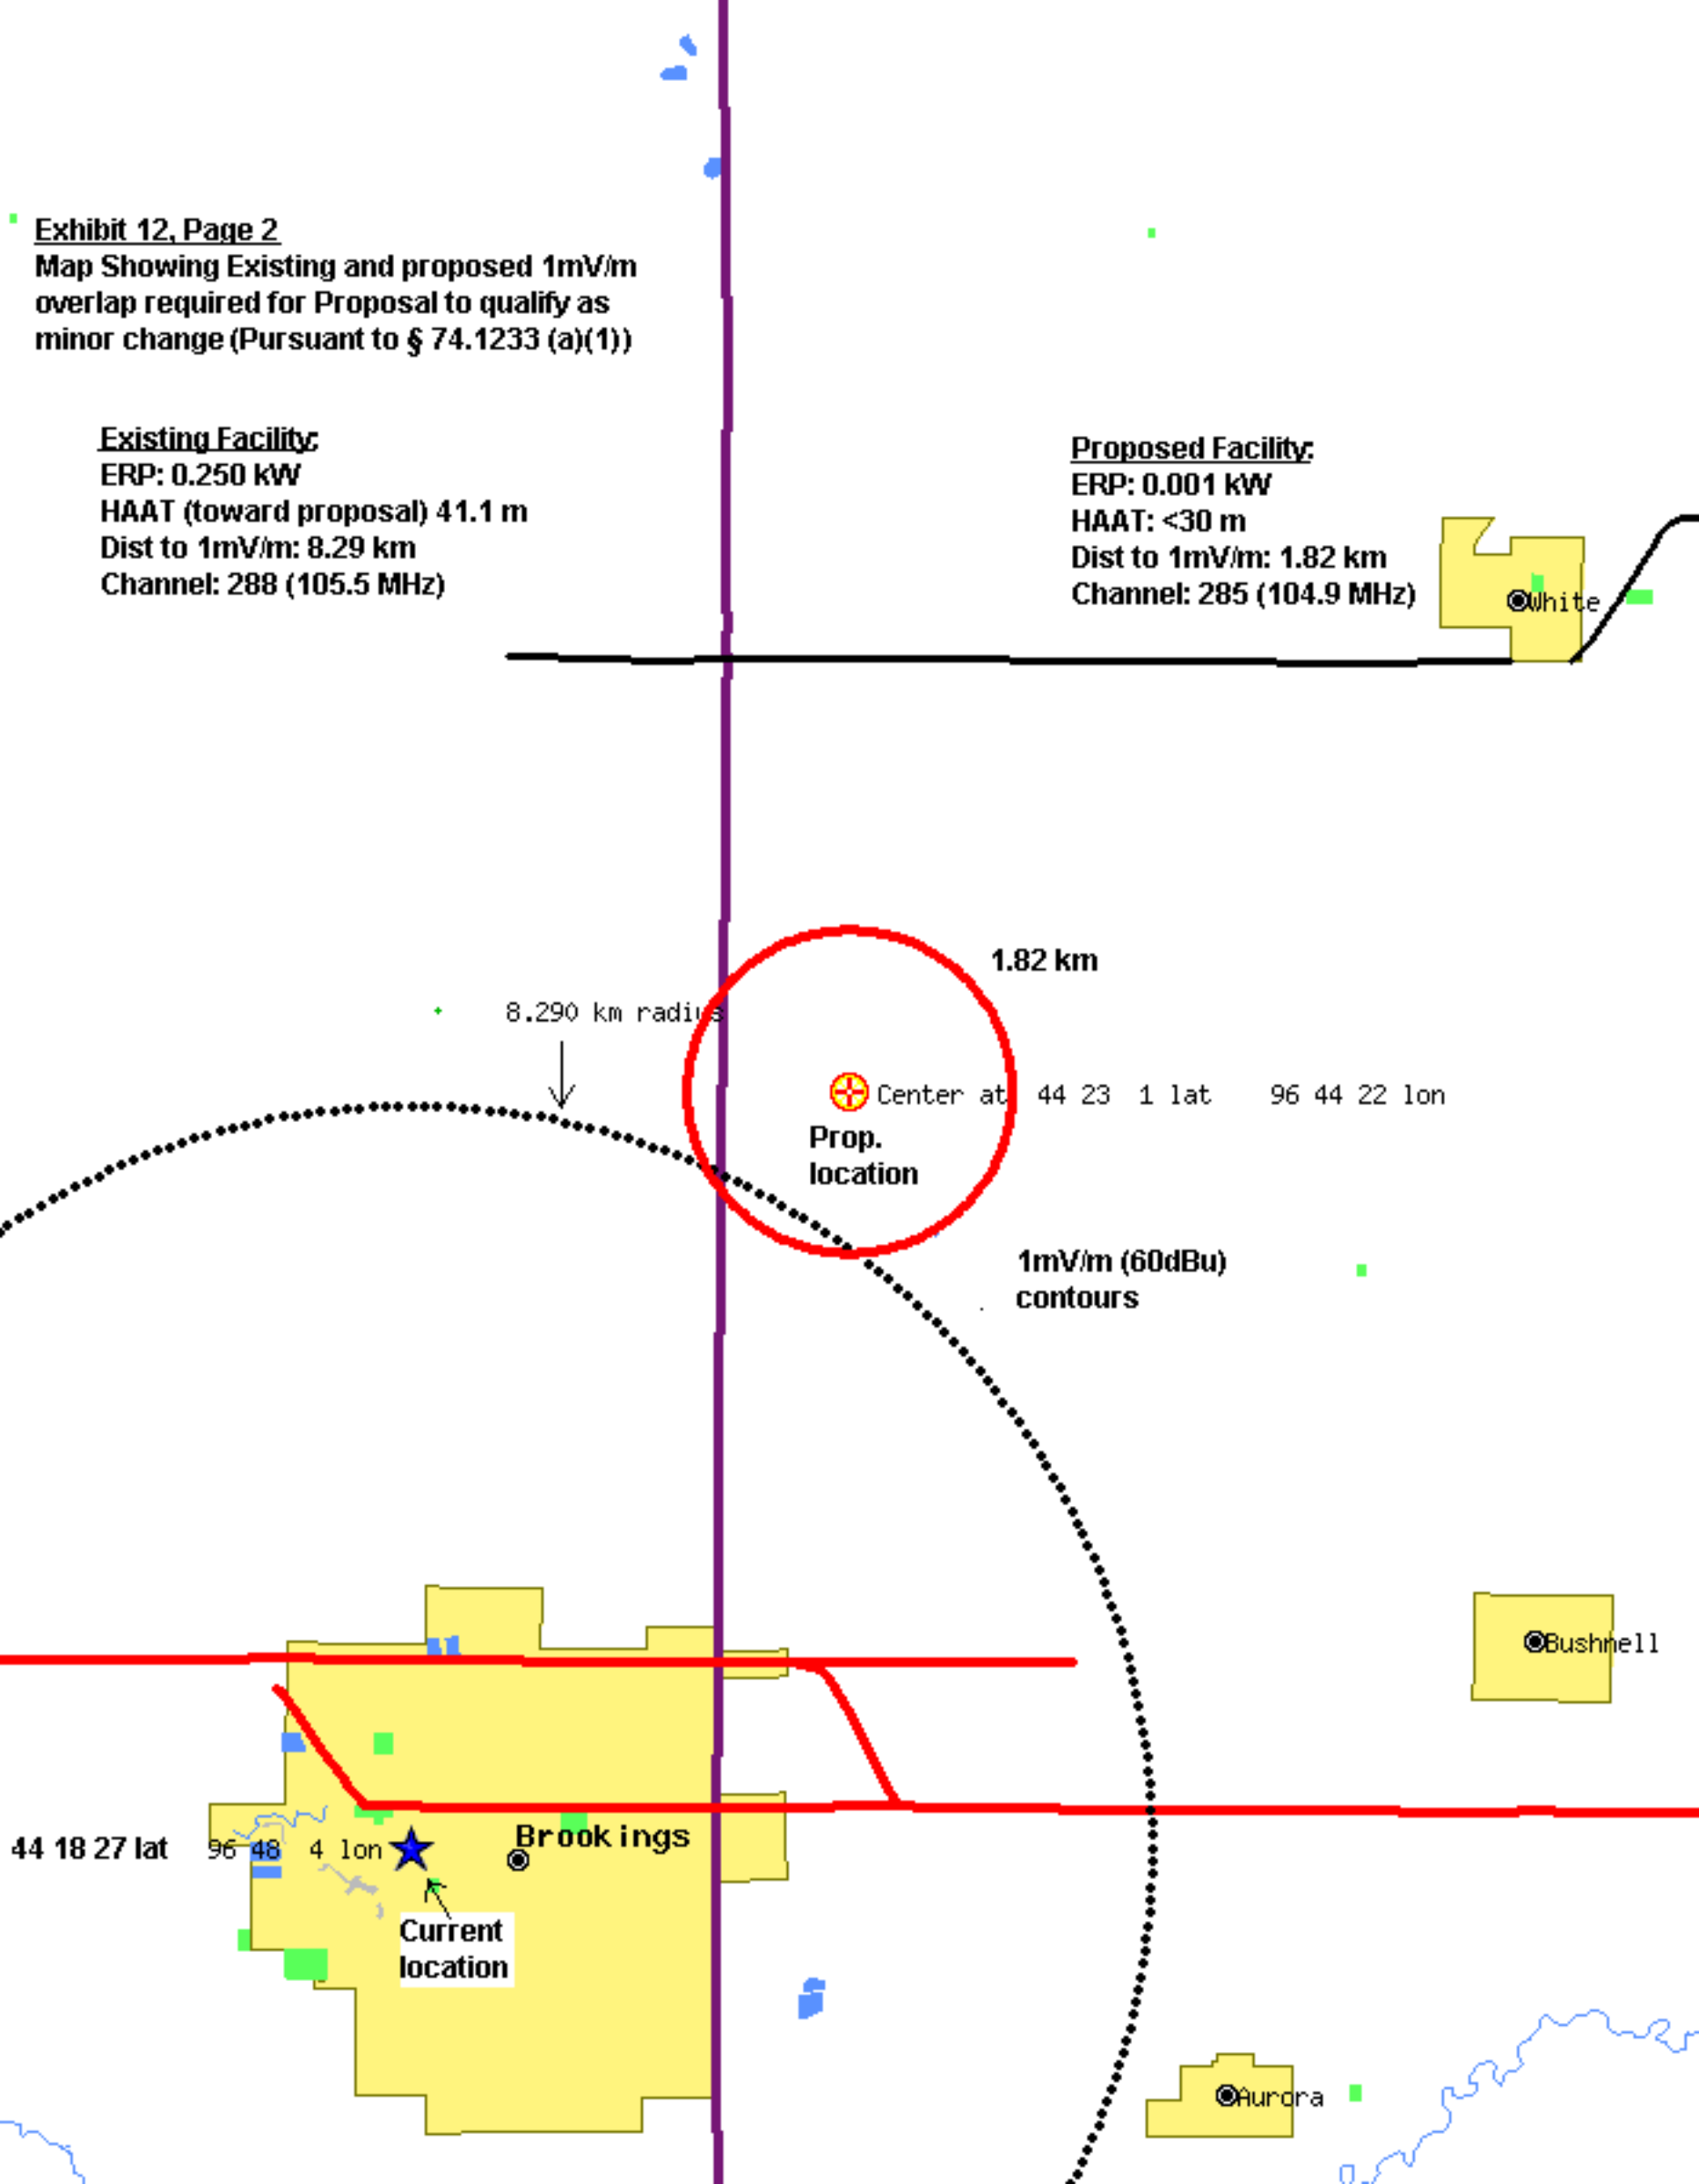 Exhibit 12, Page 2
Map Showing Existing and proposed 1mV/m
overlap required for Proposal to qualify as
minor change (Pursuant to § 74.1233 (a)(1))
Existing Facility:
ERP: 0.250 kW
HAAT (toward proposal) 41.1 m
Dist to 1mV/m: 8.29 km
Channel: 288 (105.5 MHz)
Proposed Facility:
ERP: 0.001 kW
HAAT: <30 m
Dist to 1mV/m: 1.82 km
Channel: 285 (104.9 MHz)
White
1.82 km
8.290 km radius
Center at 44 23 1 lat 96 44 22 lon
Prop.
location
1mV/m (60dBu)
contours
Bushnell
Brookings
44 18 27 lat 96 48 4 lon
Current
location
Aurora